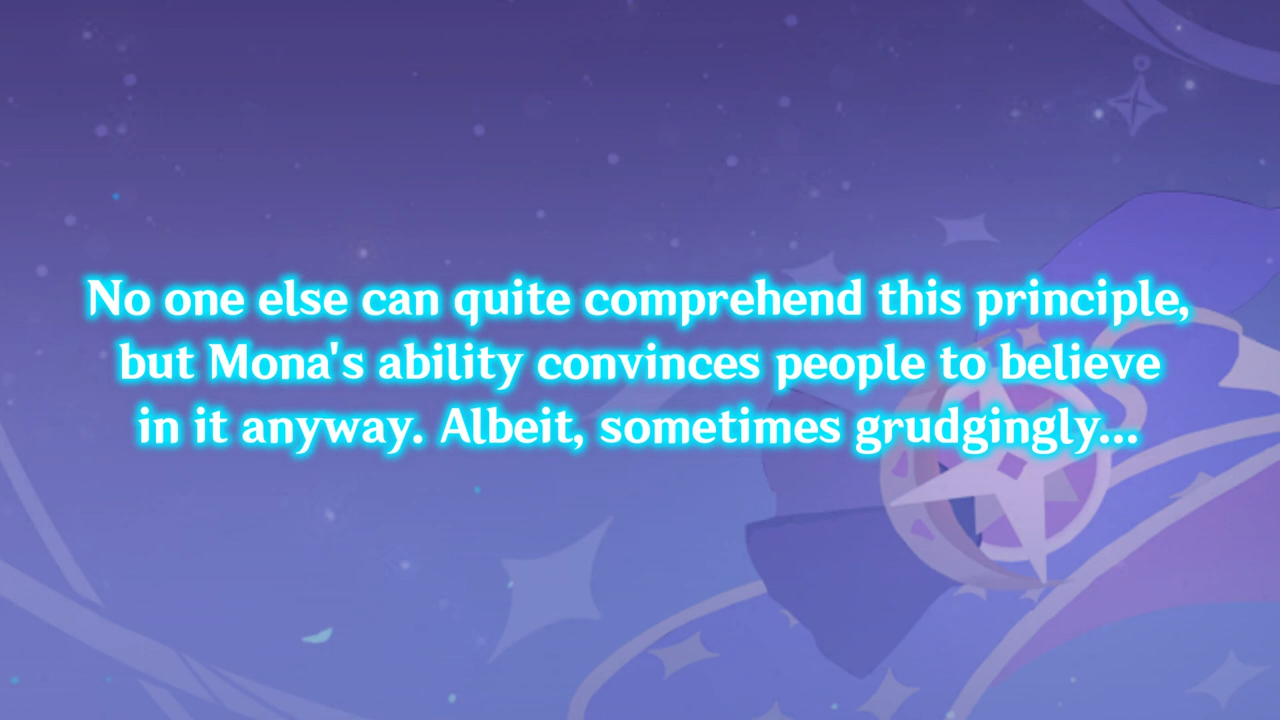 No one else can quite comprehend this principle,
but Mona's ability convinces people to believe
in it anyway. Albeit, sometimes grudgingly...